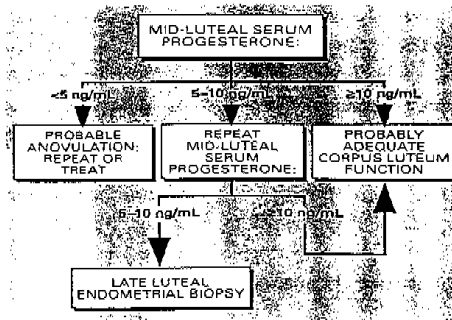 MID-LUTEAL SERUM
PROGESTERONE:
<5 ng/mL
5-10 ng/mL
≥10 ng/mL
PROBABLE
ANOVULATION:
REPEAT OR
TREAT
REPEAT
MID-LUTEAL
SERUM
PROGESTERONE:
PROBABLY
ADEQUATE
CORPUS LUTEUM
FUNCTION
5-10 ng/mL
≥10 ng/mL
LATE LUTEAL
ENDOMETRIAL BIOPSY